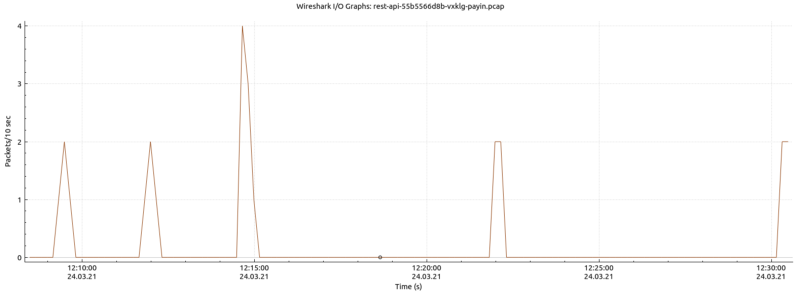 Wireshark I/O Graphs: rest-api-55b5566d8b-vxklg-payin.pcap
4
3
2
1
0
Packets/10 sec
12:10:00 12:15:00 12:20:00 12:25:00 12:30:00
24.03.21 24.03.21 24.03.21 24.03.21 24.03.21
Time (s)